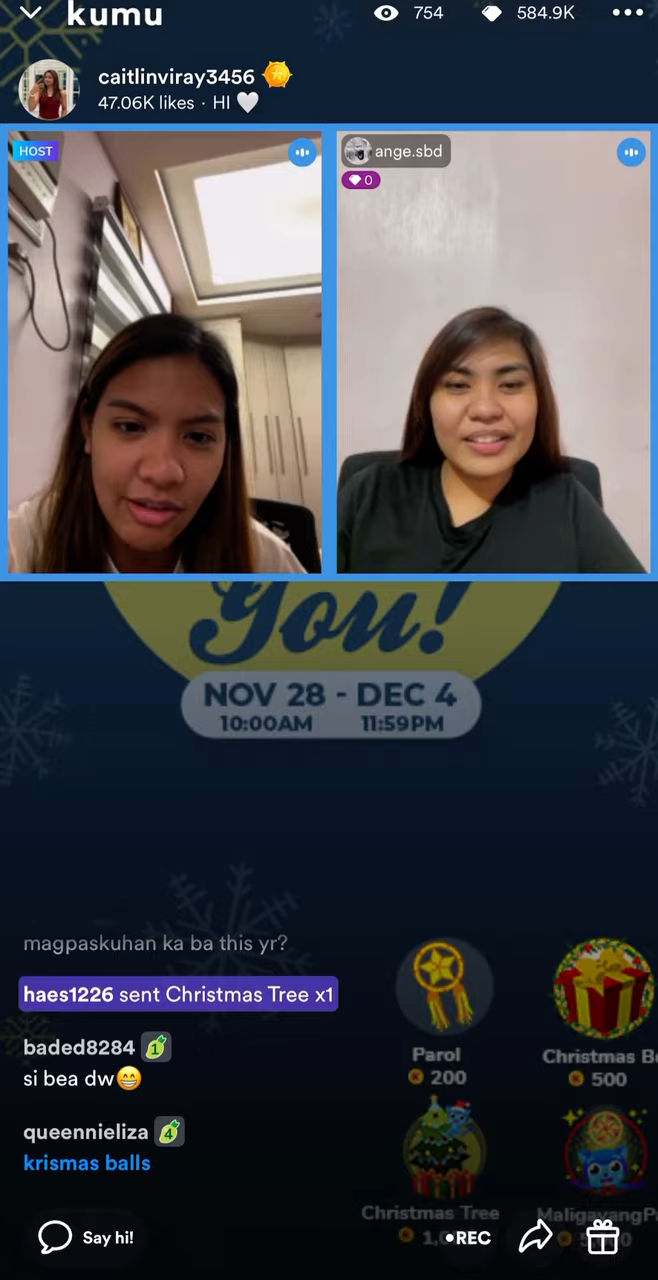 kumu
754
584.9K
caitlinviray3456
47.06K likes · HI
HOST
ange.sbd
0
You!
NOV 28 - DEC 4
10:00AM 11:59PM
magpaskuhan ka ba this yr?
haes1226 sent Christmas Tree x1
baded8284 1
si bea dw
queennieliza 4
krismas balls
Parol
200
Christmas
500
Christmas Tree
REC
Say hi!